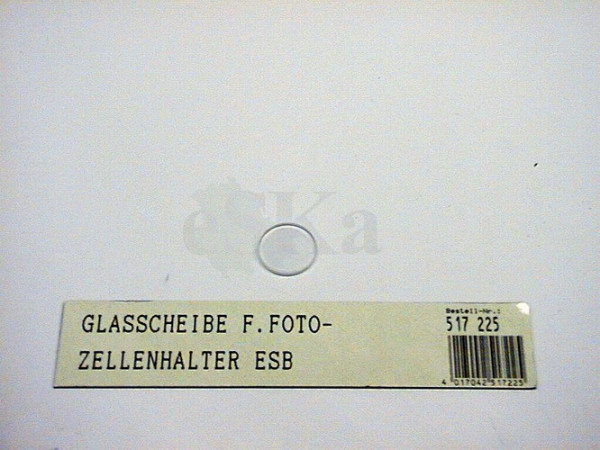 eSKa
GLASSCHEIBE F.FOTO-
ZELLENHALTER ESB
Bestell-Nr.:
517 225
4 017042 517225